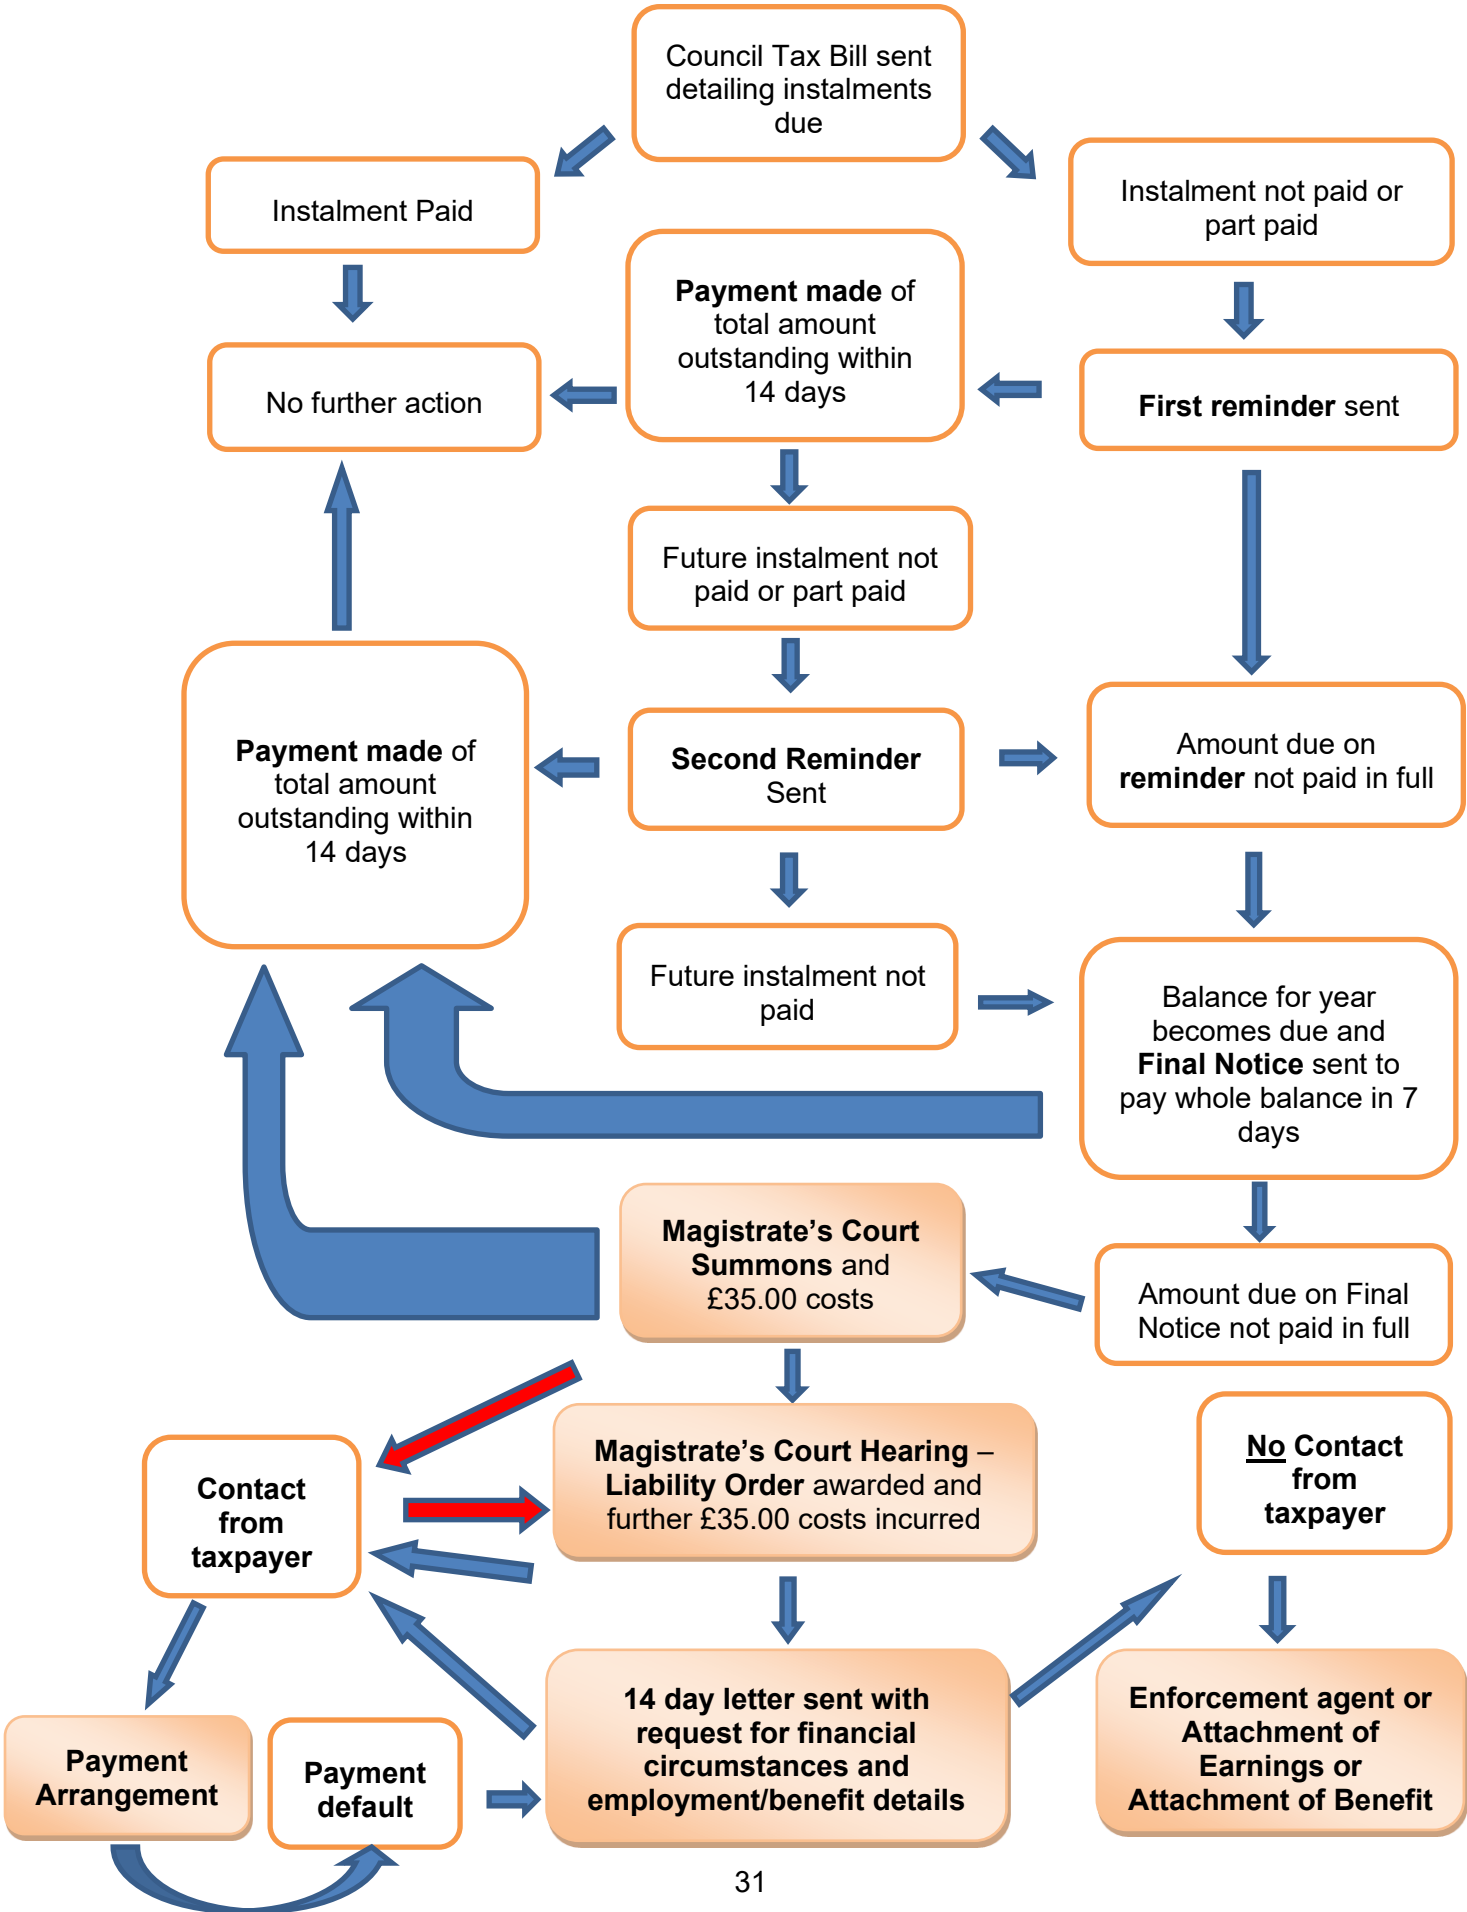 Council Tax Bill sent
detailing instalments
due
Instalment Paid
Instalment not paid or
part paid
Payment made of
total amount
outstanding within
14 days
No further action
First reminder sent
Future instalment not
paid or part paid
Payment made of
total amount
outstanding within
14 days
Second Reminder
Sent
Amount due on
reminder not paid in full
Future instalment not
paid
Balance for year
becomes due and
Final Notice sent to
pay whole balance in 7
days
Magistrate’s Court
Summons and
£35.00 costs
Amount due on Final
Notice not paid in full
Contact
from
taxpayer
Magistrate’s Court Hearing –
Liability Order awarded and
further £35.00 costs incurred
No Contact
from
taxpayer
Payment
Arrangement
Payment
default
14 day letter sent with
request for financial
circumstances and
employment/benefit details
Enforcement agent or
Attachment of
Earnings or
Attachment of Benefit
31